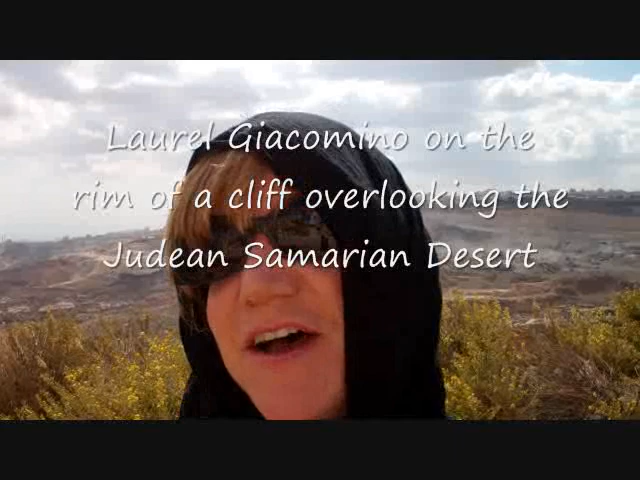 Laurel Giacomino on the
rim of a cliff overlooking the
Judean Samarian Desert